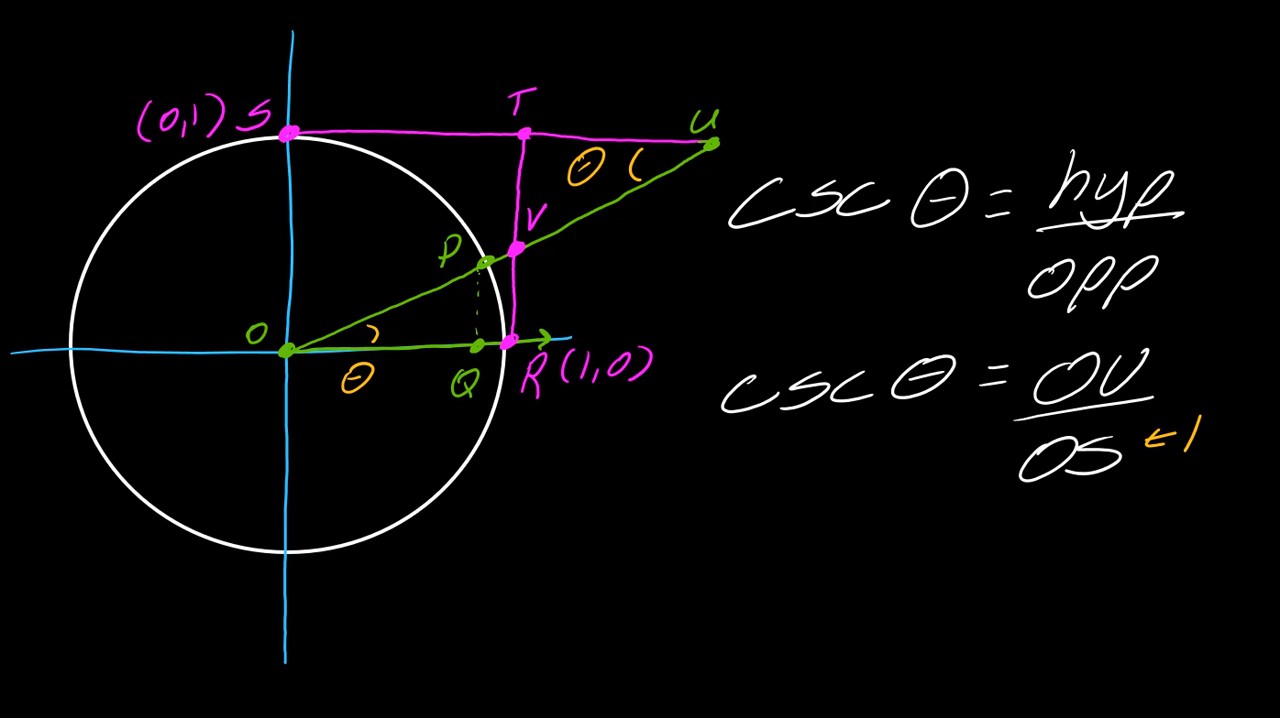 (0,1) S
T
U
θ
V
P
O
θ
Q
R (1,0)
csc θ = hyp
opp
csc θ = OU
OS ← 1